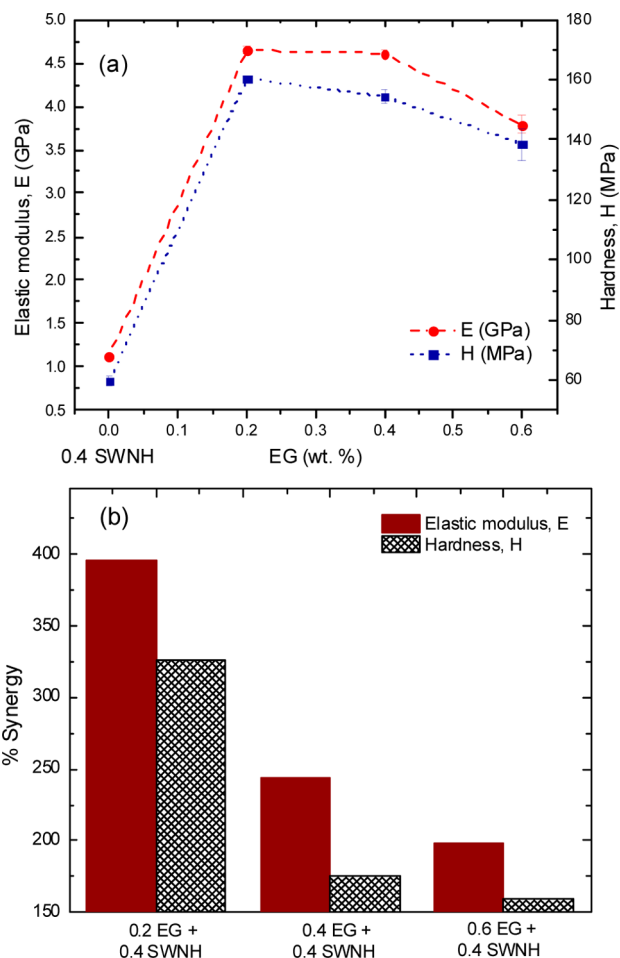 (a)
Elastic modulus, E (GPa)
5.0
4.5
4.0
3.5
3.0
2.5
2.0
1.5
1.0
0.5
180
160
140
120
100
80
60
Hardness, H (MPa)
E (GPa)
H (MPa)
0.0
0.1
0.2
0.3
0.4
0.5
0.6
0.4 SWNH
EG (wt. %)
(b)
Elastic modulus, E
Hardness, H
% Synergy
400
350
300
250
200
150
0.2 EG +
0.4 SWNH
0.4 EG +
0.4 SWNH
0.6 EG +
0.4 SWNH